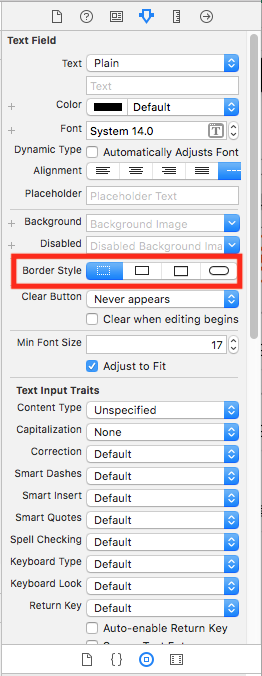 Text Field
Text Plain
Text
+ Color Default
+ Font System 14.0 T
Dynamic Type Automatically Adjusts Font
Alignment
Placeholder Placeholder Text
+ Background Background Image
+ Disabled Disabled Background Ima
Border Style
Clear Button Never appears
Clear when editing begins
Min Font Size 17
Adjust to Fit
Text Input Traits
Content Type Unspecified
Capitalization None
Correction Default
Smart Dashes Default
Smart Insert Default
Smart Quotes Default
Spell Checking Default
Keyboard Type Default
Keyboard Look Default
Return Key Default
Auto-enable Return Key
{ }